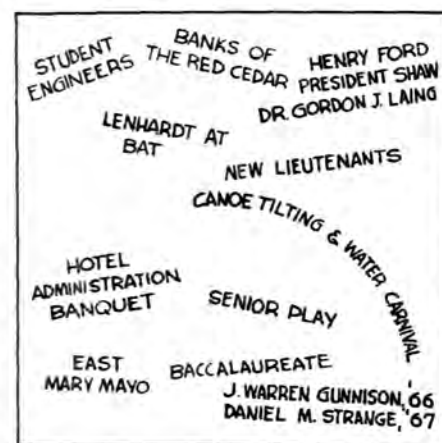 STUDENT
ENGINEERS
BANKS OF
THE RED CEDAR
HENRY FORD
PRESIDENT SHAW
DR. GORDON J. LAING
LENHARDT AT
BAT
NEW LIEUTENANTS
CANOE TILTING & WATER CARNIVAL
HOTEL
ADMINISTRATION
BANQUET
SENIOR PLAY
EAST
MARY MAYO
BACCALAUREATE
J. WARREN GUNNISON, '66
DANIEL M. STRANGE, '67